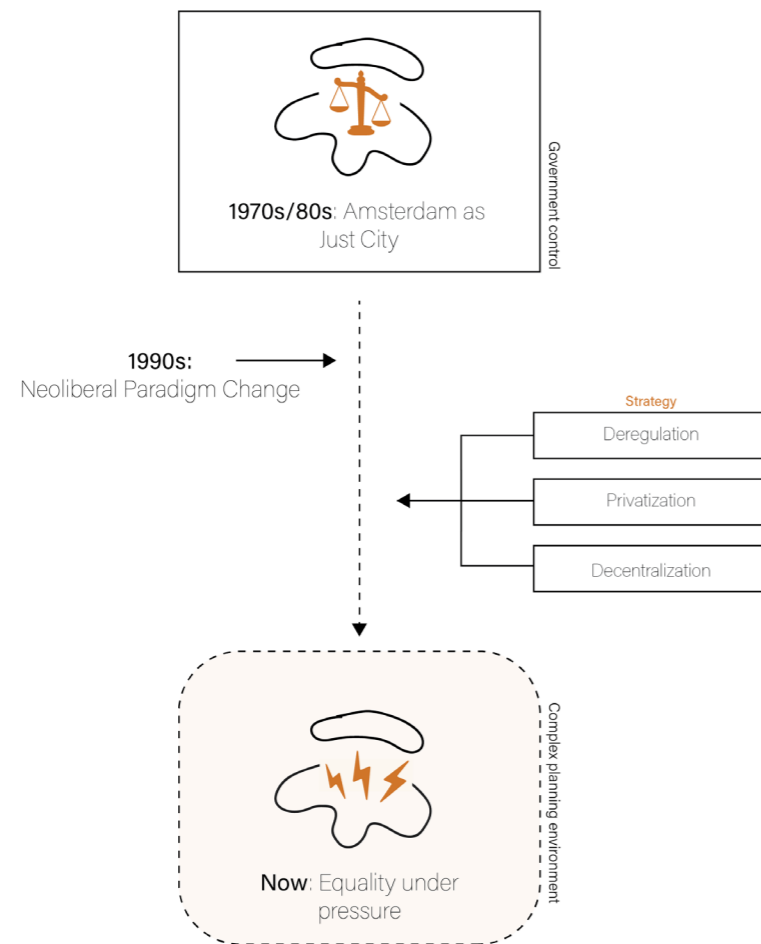 1970s/80s: Amsterdam as
Just City
Government control
1990s:
Neoliberal Paradigm Change
Strategy
Deregulation
Privatization
Decentralization
Complex planning environment
Now: Equality under
pressure